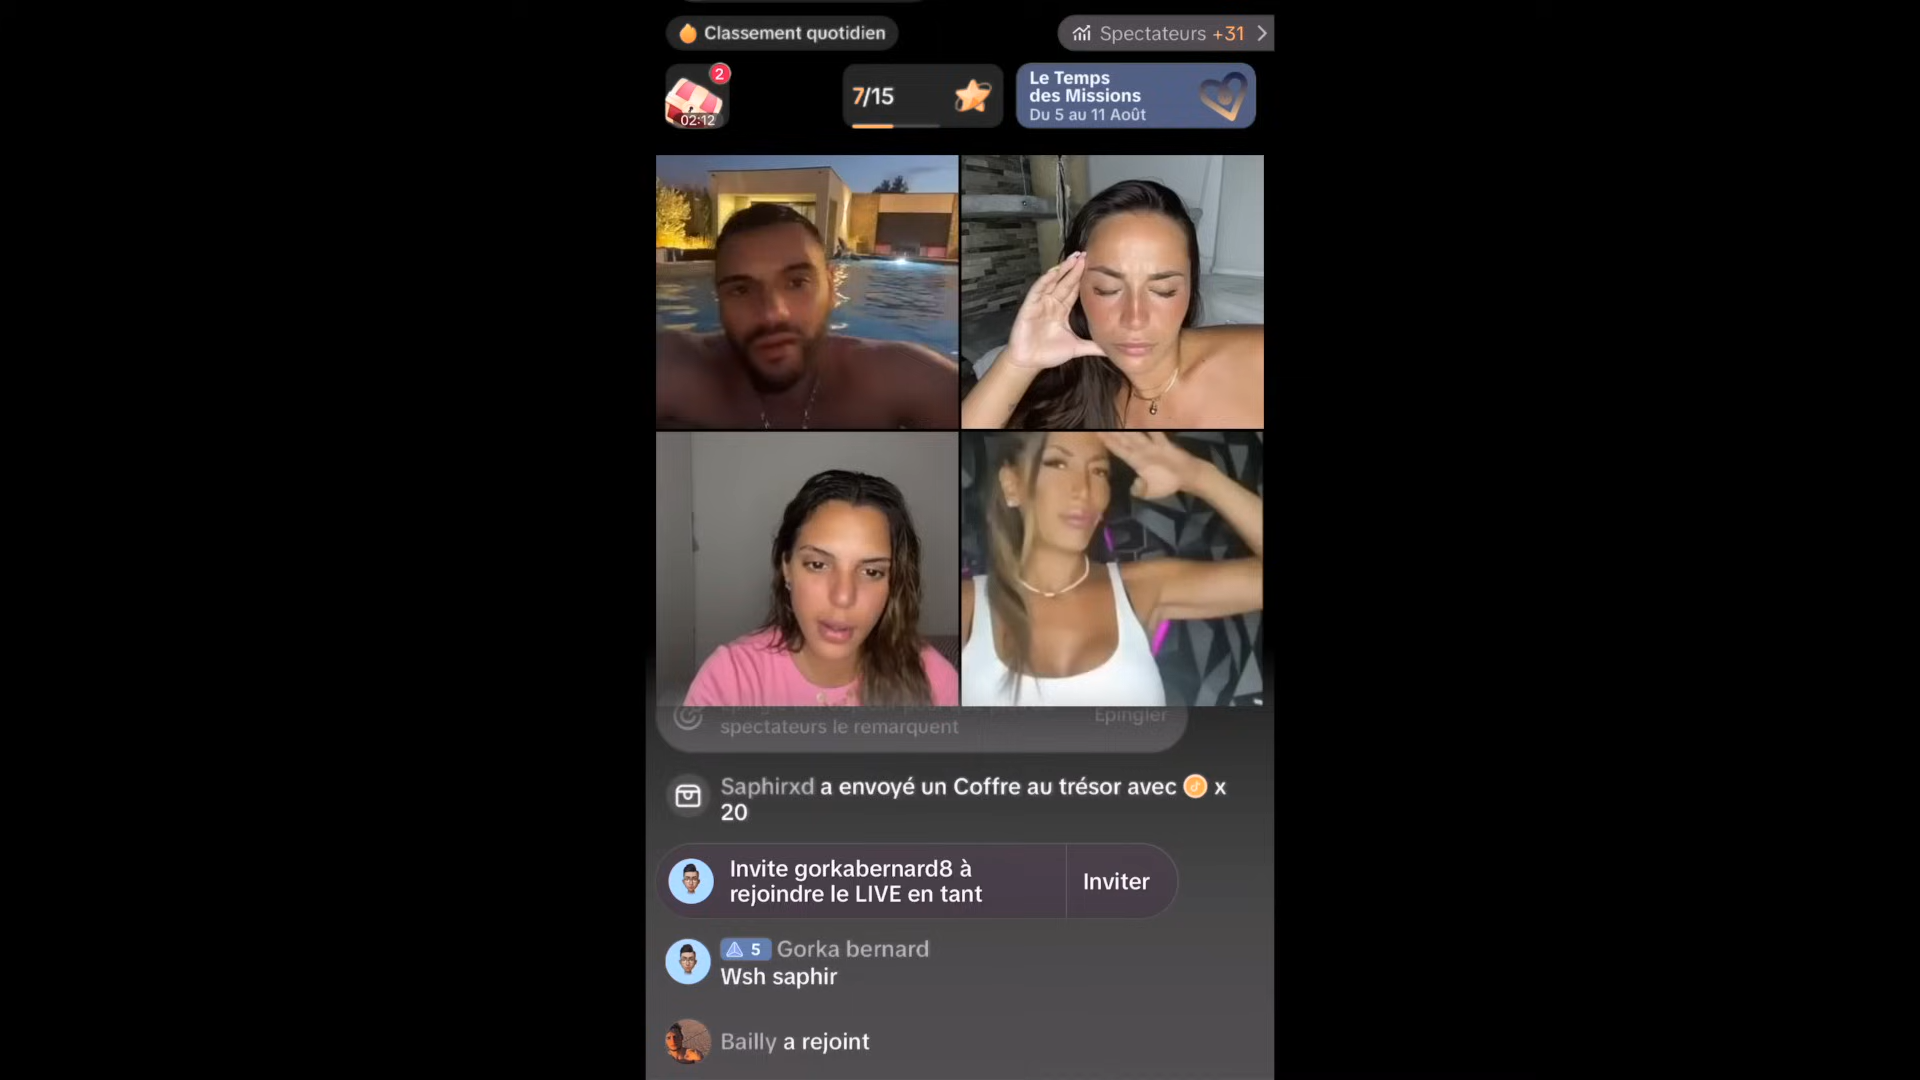 Classement quotidien
Spectateurs +31
2
02:12
7/15
Le Temps
des Missions
Du 5 au 11 Août
spectateurs le remarquent
Épingler
Saphirxd a envoyé un Coffre au trésor avec x
20
Invite gorkabernard8 à
rejoindre le LIVE en tant
Inviter
5 Gorka bernard
Wsh saphir
Bailly a rejoint